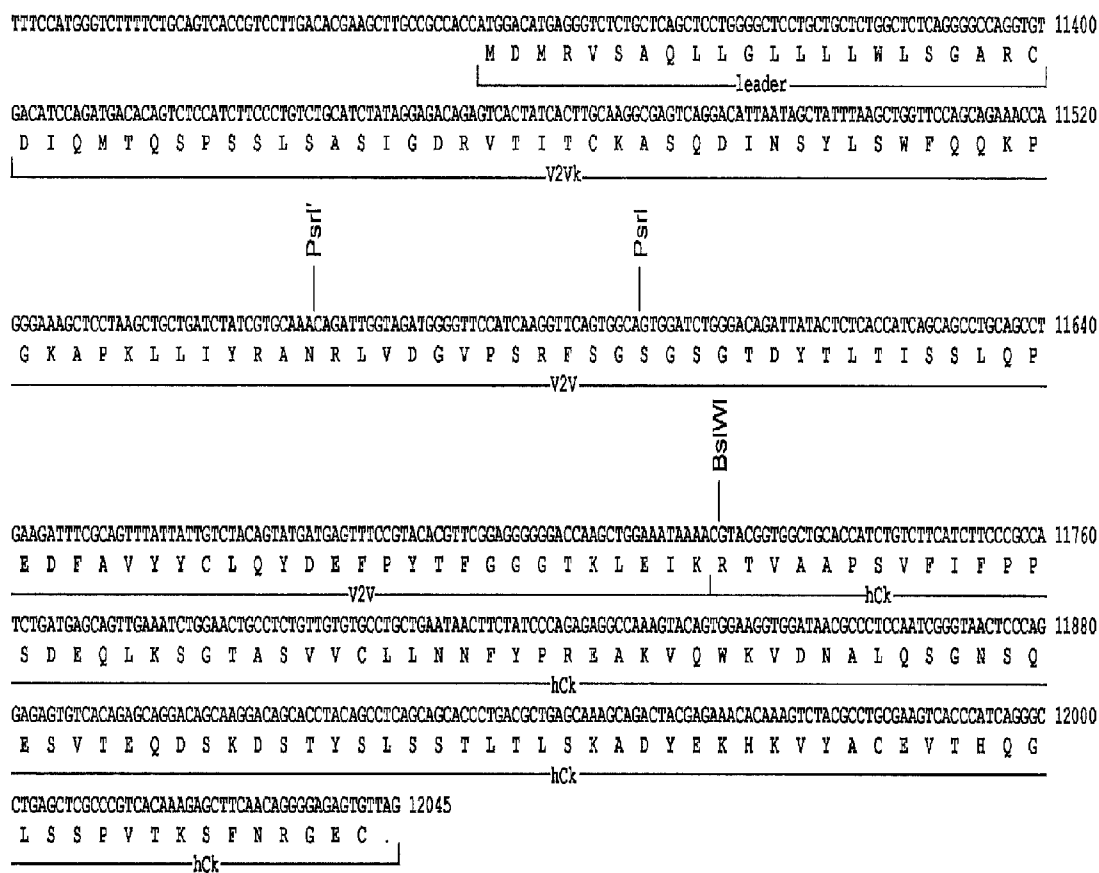 TTTCCATGGGTCTTTTCTGCAGTCACCGTCCTTGACACGAAGCTTGCCGCCACCATGGACATGAGGGTCTCTGCTCAGCTCCTGGGGCTCCTGCTGCTCTGGCTCTCAGGGGCCAGGTGT 11400
M D M R V S A Q L L G L L L L W L S G A R C
leader
GACATCCAGATGACACAGTCTCCATCTTCCCTGTCTGCATCTATAGGAGACAGAGTCACTATCACTTGCAAGGCGAGTCAGGACATTAATAGCTATTTAAGCTGGTTCCAGCAGAAACCA 11520
D I Q M T Q S P S S L S A S I G D R V T I T C K A S Q D I N S Y L S W F Q Q K P
V2Vk
PsrI' PsrI
GGGAAAGCTCCTAAGCTGCTGATCTATCGTGCAAACAGATTGGTAGATGGGGTTCCATCAAGGTTCAGTGGCAGTGGATCTGGGACAGATTATACTCTCACCATCAGCAGCCTGCAGCCT 11640
G K A P K L L I Y R A N R L V D G V P S R F S G S G S G T D Y T L T I S S L Q P
V2V
BsiWI
GAAGATTTCGCAGTTTATTATTGTCTACAGTATGATGAGTTTCCGTACACGTTCGGAGGGGGGACCAAGCTGGAAATAAAACGTACGGTGGCTGCACCATCTGTCTTCATCTTCCCGCCA 11760
E D F A V Y Y C L Q Y D E F P Y T F G G G T K L E I K R T V A A P S V F I F P P
V2V hCk
TCTGATGAGCAGTTGAAATCTGGAACTGCCTCTGTTGTGTGCCTGCTGAATAACTTCTATCCCAGAGAGGCCAAAGTACAGTGGAAGGTGGATAACGCCCTCCAATCGGGTAACTCCCAG 11880
S D E Q L K S G T A S V V C L L N N F Y P R E A K V Q W K V D N A L Q S G N S Q
hCk
GAGAGTGTCACAGAGCAGGACAGCAAGGACAGCACCTACAGCCTCAGCAGCACCCTGACGCTGAGCAAAGCAGACTACGAGAAACACAAAGTCTACGCCTGCGAAGTCACCCATCAGGGC 12000
E S V T E Q D S K D S T Y S L S S T L T L S K A D Y E K H K V Y A C E V T H Q G
hCk
CTGAGCTCGCCCGTCACAAAGAGCTTCAACAGGGGAGAGTGTTAG 12045
L S S P V T K S F N R G E C .
hCk